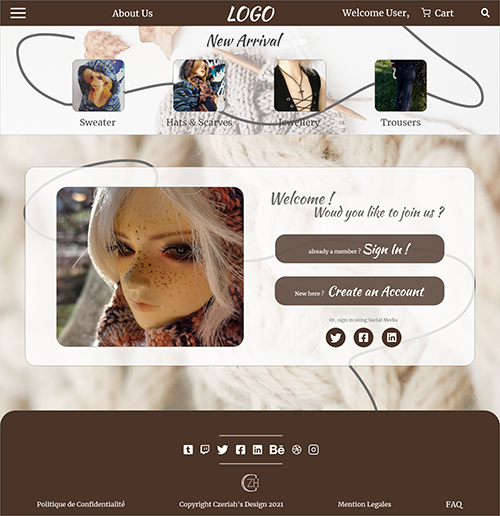 About Us LOGO Welcome User, Cart
New Arrival
Sweater Hats & Scarves Jewellery Trousers
Welcome !
Woud you like to join us ?
already a member ? Sign In !
New here ? Create an Account
Or, sign in using Social Media
Bē
CZH
Politique de Confidentialité Copyright Czeriah's Design 2021 Mention Legales FAQ